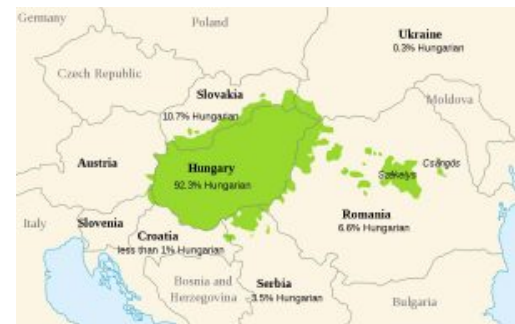 Germany
Poland
Ukraine
0.3% Hungarian
Czech Republic
Slovakia
10.7% Hungarian
Moldova
Austria
Hungary
92.3% Hungarian
Csángós
Székelys
Romania
6.6% Hungarian
Italy
Slovenia
Croatia
less than 1% Hungarian
Bosnia and
Herzegovina
Serbia
3.5% Hungarian
Bulgaria